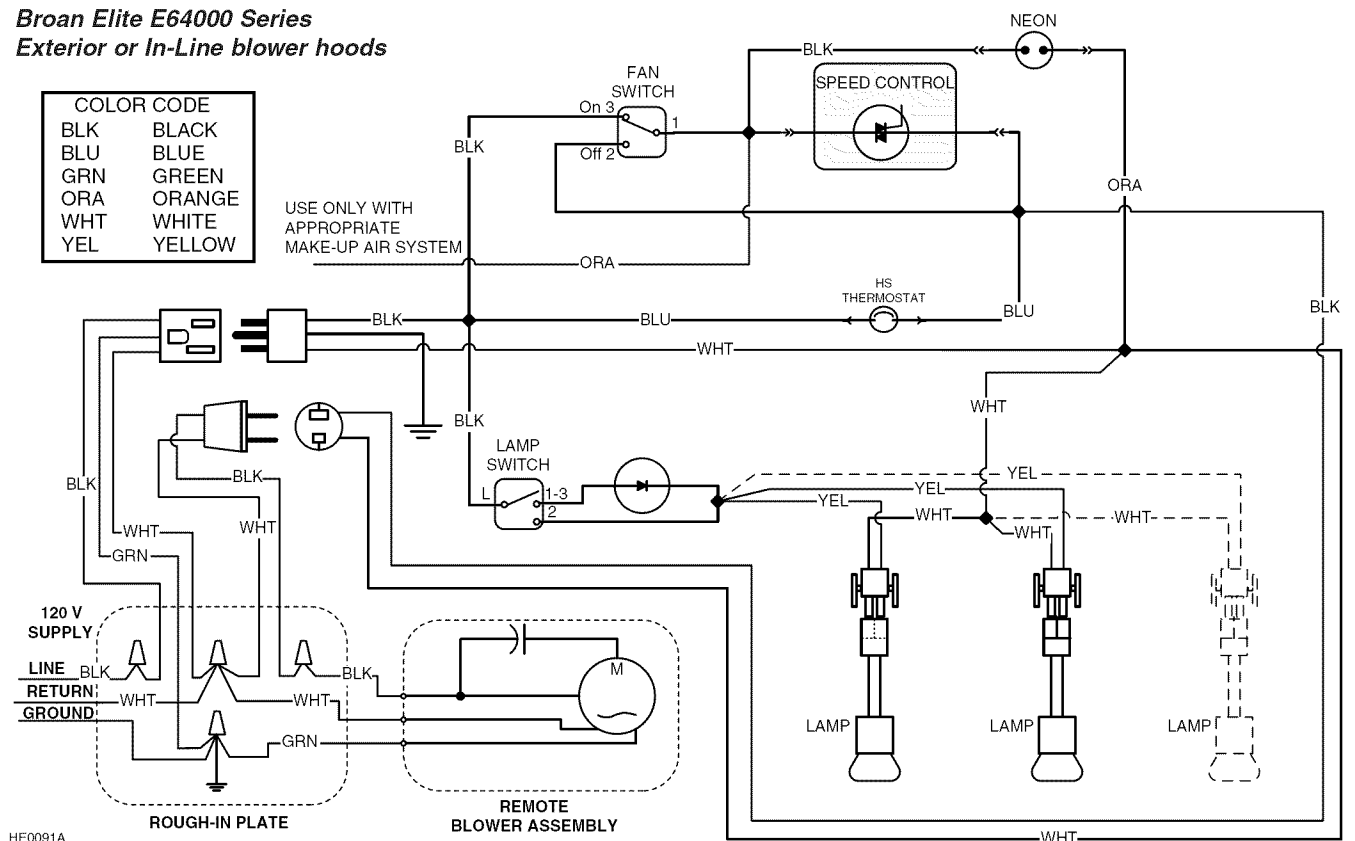 Broan Elite E64000 Series
Exterior or In-Line blower hoods
COLOR CODE
BLK BLACK
BLU BLUE
GRN GREEN
ORA ORANGE
WHT WHITE
YEL YELLOW
NEON
BLK
FAN
SWITCH
SPEED CONTROL
On 3
1
Off 2
BLK
ORA
USE ONLY WITH
APPROPRIATE
MAKE-UP AIR SYSTEM
ORA
HS
THERMOSTAT
BLK
BLU
BLU
BLK
WHT
WHT
BLK
LAMP
SWITCH
L
1-3
2
YEL
YEL
YEL
WHT
WHT
WHT
BLK
BLK
WHT
WHT
GRN
120 V
SUPPLY
LINE
BLK
RETURN
WHT
GROUND
BLK
WHT
GRN
M
LAMP
LAMP
LAMP
ROUGH-IN PLATE
REMOTE
BLOWER ASSEMBLY
WHT
HE0091A